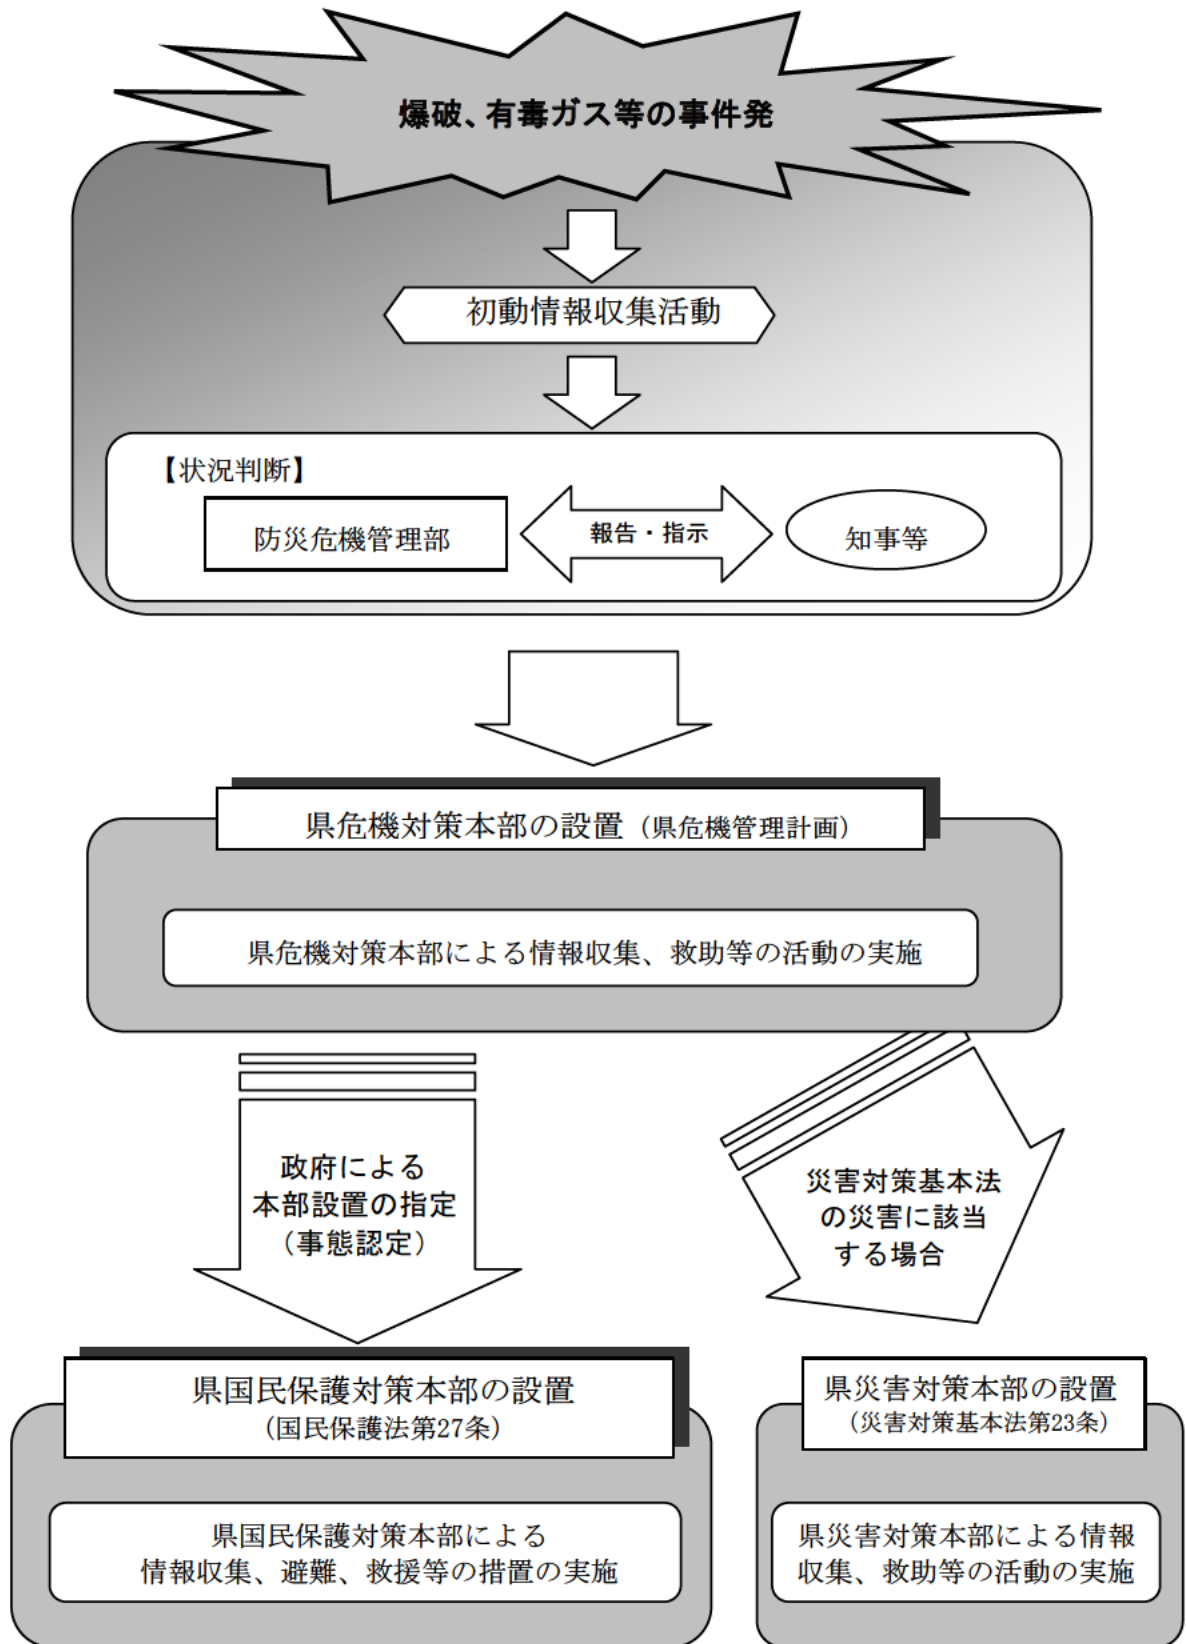 爆破、有毒ガス等の事件発
初動情報収集活動
【状況判断】
防災危機管理部
報告・指示
知事等
県危機対策本部の設置（県危機管理計画）
県危機対策本部による情報収集、救助等の活動の実施
政府による
本部設置の指定
（事態認定）
災害対策基本法
の災害に該当
する場合
県国民保護対策本部の設置
（国民保護法第27条）
県国民保護対策本部による
情報収集、避難、救援等の措置の実施
県災害対策本部の設置
（災害対策基本法第23条）
県災害対策本部による情報
収集、救助等の活動の実施